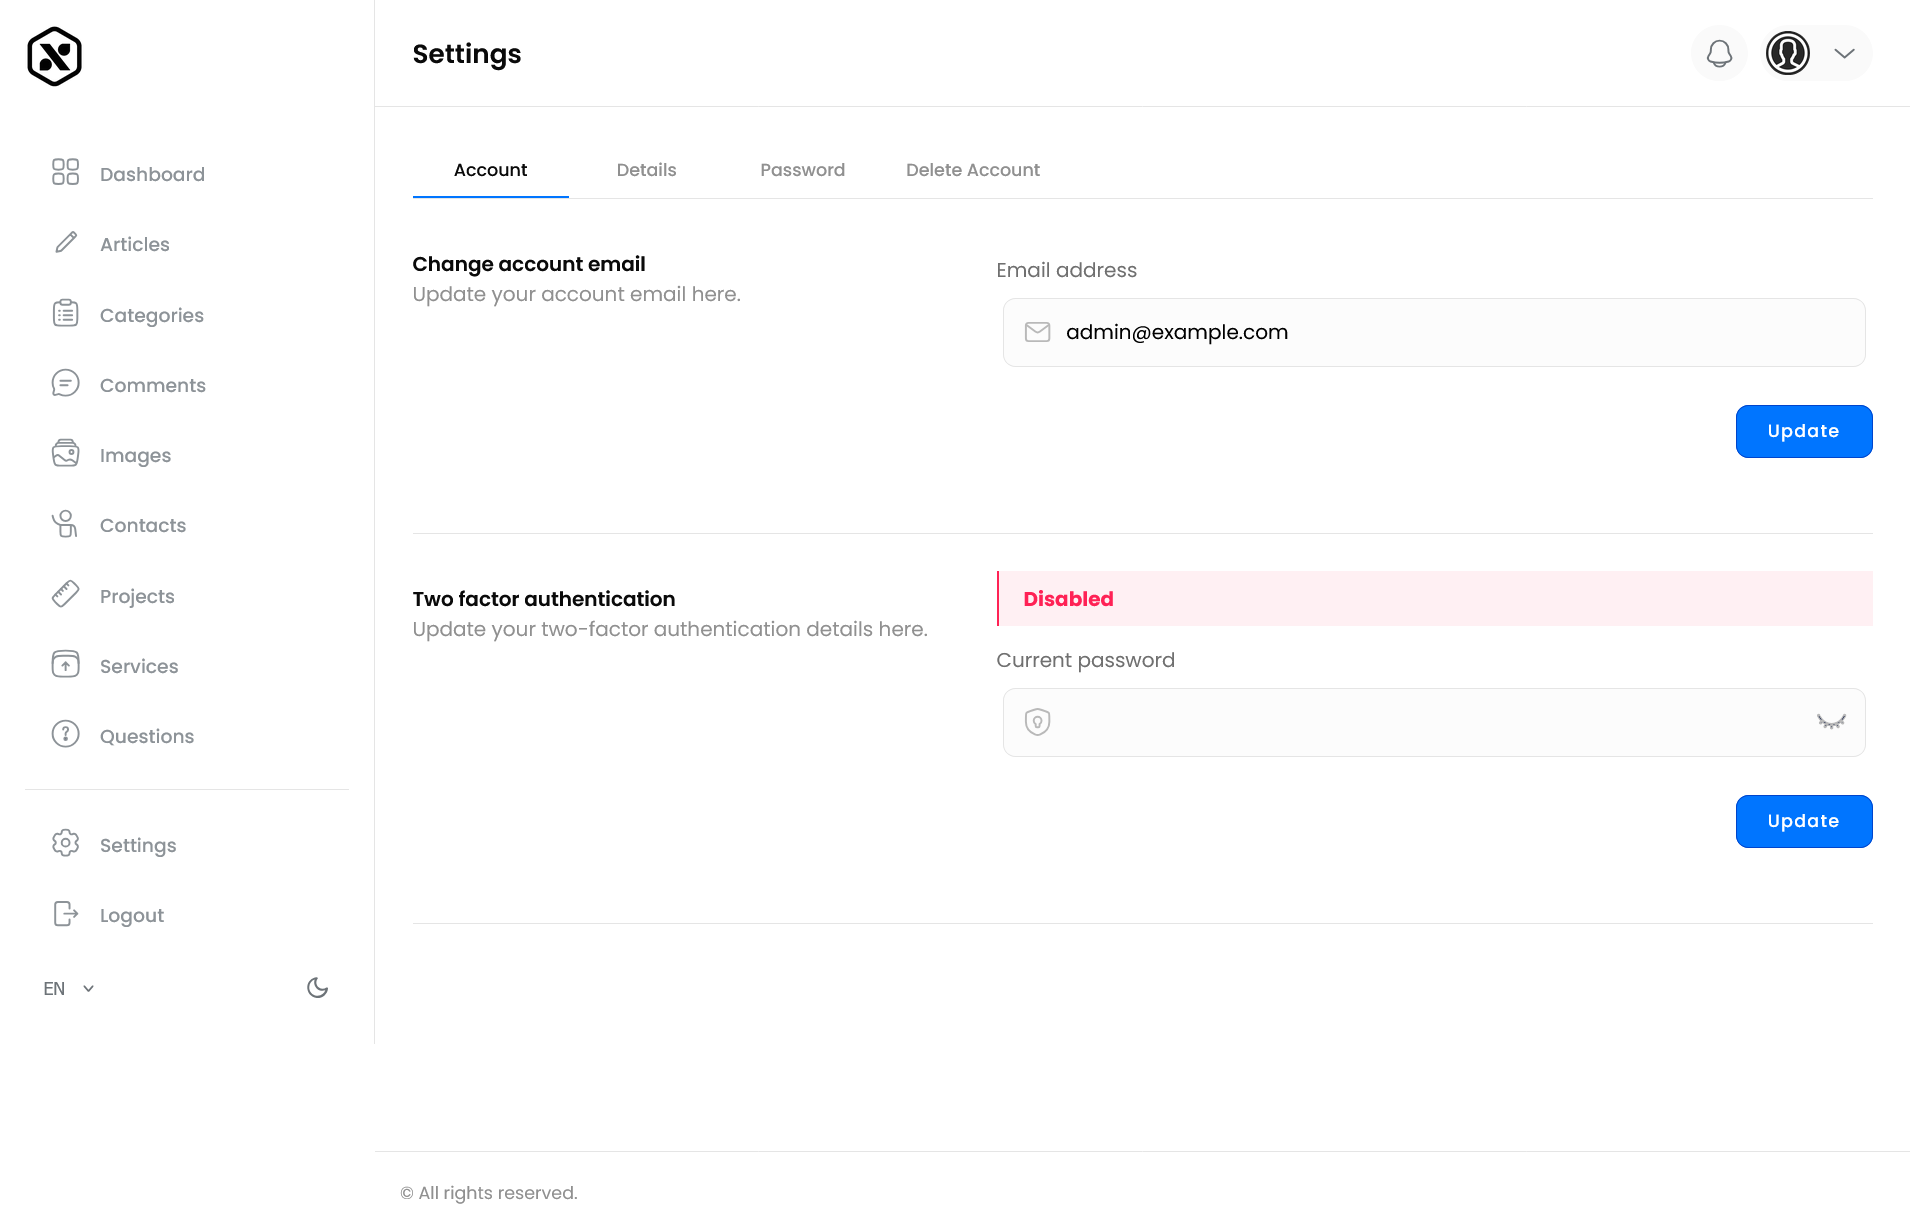 Settings
Dashboard
Articles
Categories
Comments
Images
Contacts
Projects
Services
Questions
Settings
Logout
EN
Account
Details
Password
Delete Account
Change account email
Update your account email here.
Email address
admin@example.com
Update
Two factor authentication
Update your two-factor authentication details here.
Disabled
Current password
Update
© All rights reserved.